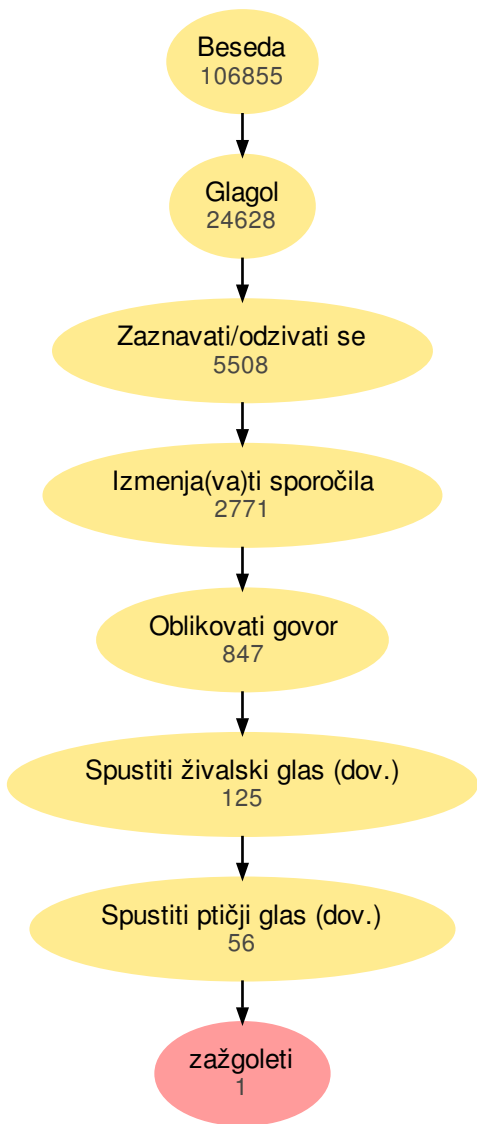 Beseda
106855
Glagol
24628
Zaznavati/odzivati se
5508
Izmenja(va)ti sporočila
2771
Oblikovati govor
847
Spustiti živalski glas (dov.)
125
Spustiti ptičji glas (dov.)
56
zažgoleti
1